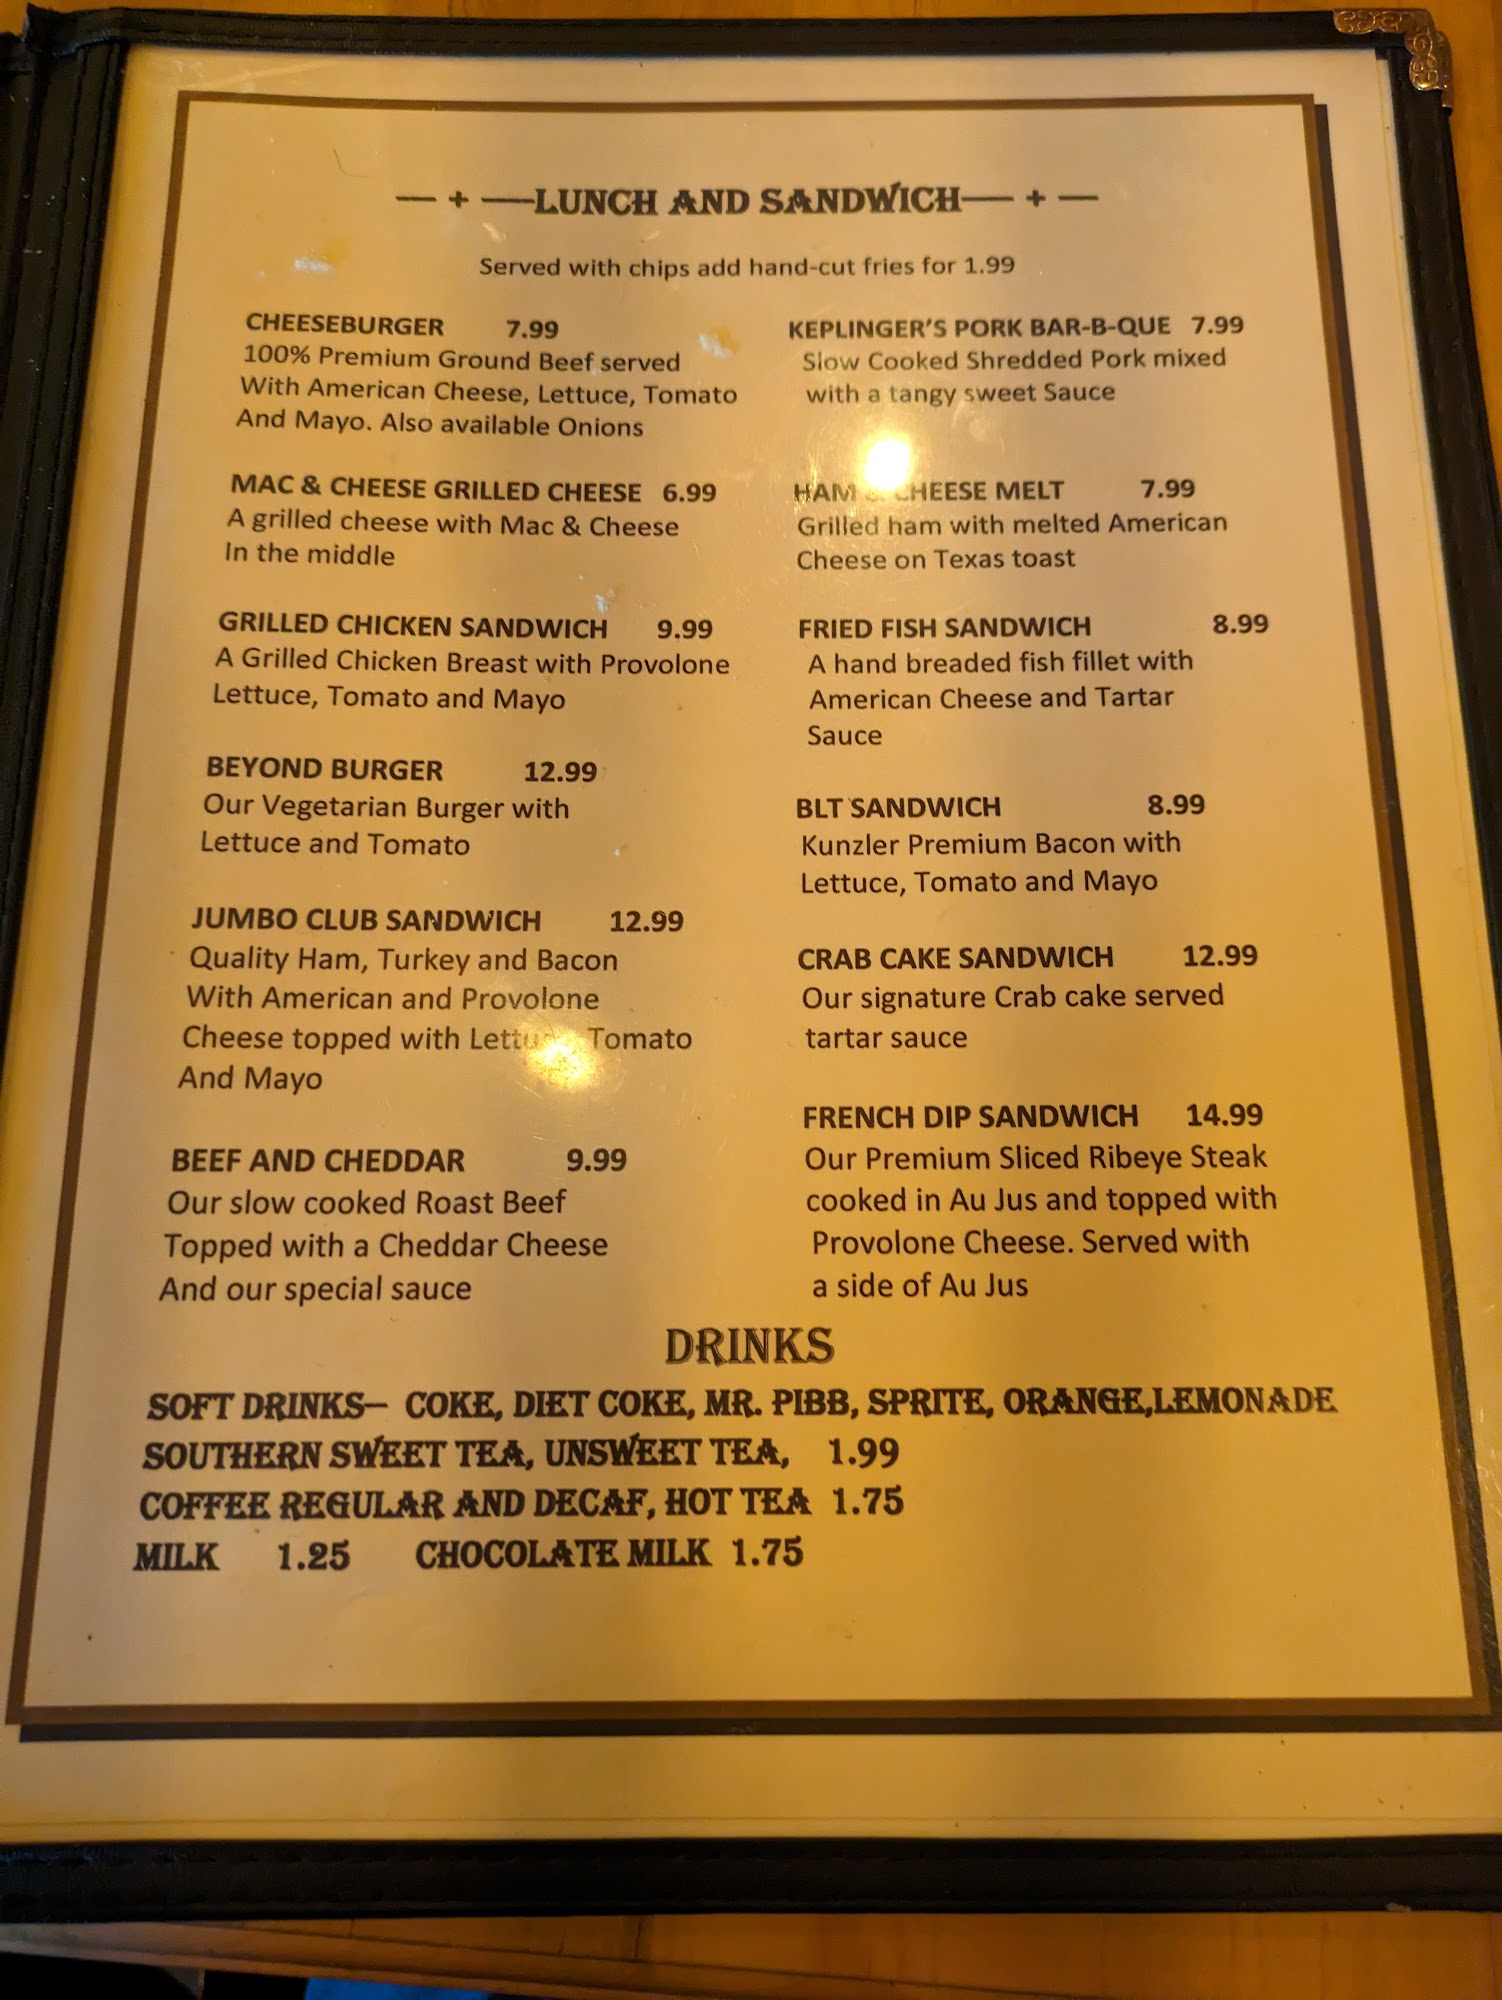 — + —LUNCH AND SANDWICH— + —
Served with chips add hand-cut fries for 1.99
CHEESEBURGER 7.99
100% Premium Ground Beef served
With American Cheese, Lettuce, Tomato
And Mayo. Also available Onions
MAC & CHEESE GRILLED CHEESE 6.99
A grilled cheese with Mac & Cheese
In the middle
GRILLED CHICKEN SANDWICH 9.99
A Grilled Chicken Breast with Provolone
Lettuce, Tomato and Mayo
BEYOND BURGER 12.99
Our Vegetarian Burger with
Lettuce and Tomato
JUMBO CLUB SANDWICH 12.99
Quality Ham, Turkey and Bacon
With American and Provolone
Cheese topped with Lettuce, Tomato
And Mayo
BEEF AND CHEDDAR 9.99
Our slow cooked Roast Beef
Topped with a Cheddar Cheese
And our special sauce
KEPLINGER'S PORK BAR-B-QUE 7.99
Slow Cooked Shredded Pork mixed
with a tangy sweet Sauce
HAM & CHEESE MELT 7.99
Grilled ham with melted American
Cheese on Texas toast
FRIED FISH SANDWICH 8.99
A hand breaded fish fillet with
American Cheese and Tartar
Sauce
BLT SANDWICH 8.99
Kunzler Premium Bacon with
Lettuce, Tomato and Mayo
CRAB CAKE SANDWICH 12.99
Our signature Crab cake served
tartar sauce
FRENCH DIP SANDWICH 14.99
Our Premium Sliced Ribeye Steak
cooked in Au Jus and topped with
Provolone Cheese. Served with
a side of Au Jus
DRINKS
SOFT DRINKS— COKE, DIET COKE, MR. PIBB, SPRITE, ORANGE,LEMONADE
SOUTHERN SWEET TEA, UNSWEET TEA, 1.99
COFFEE REGULAR AND DECAF, HOT TEA 1.75
MILK 1.25 CHOCOLATE MILK 1.75